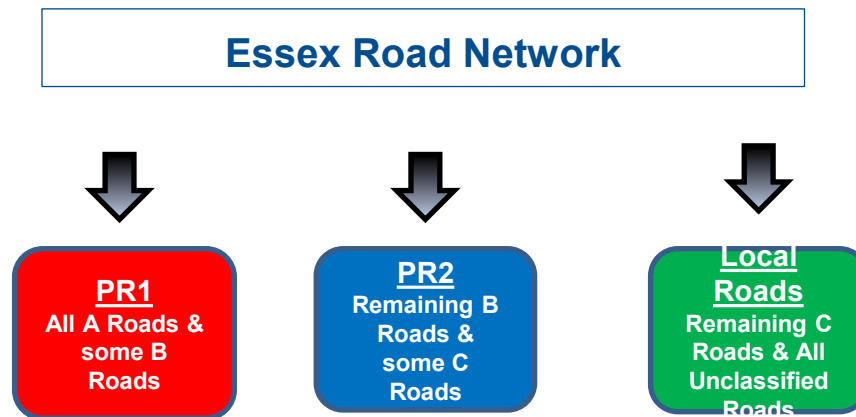 Essex Road Network
PR1
All A Roads &
some B
Roads
PR2
Remaining B
Roads &
some C
Roads
Local
Roads
Remaining C
Roads & All
Unclassified
Roads